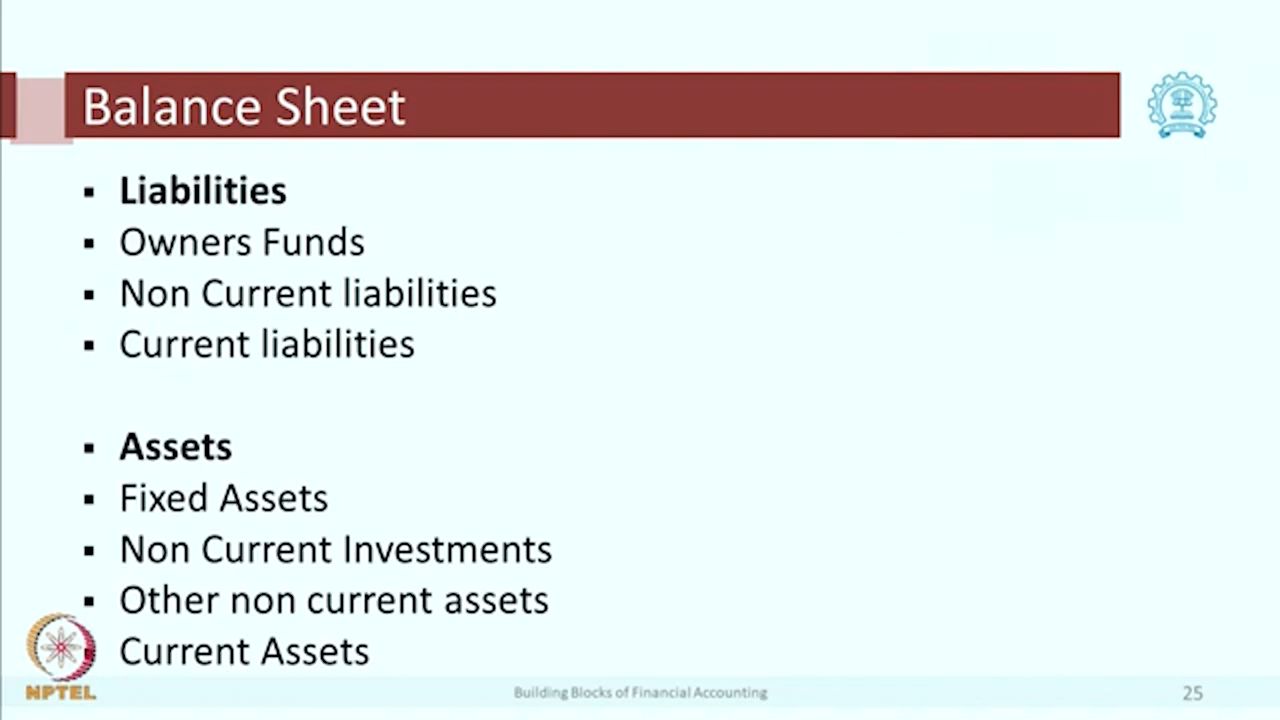 Balance Sheet
▪ Liabilities
▪ Owners Funds
▪ Non Current liabilities
▪ Current liabilities
▪ Assets
▪ Fixed Assets
▪ Non Current Investments
▪ Other non current assets
Current Assets
NPTEL
Building Blocks of Financial Accounting
25